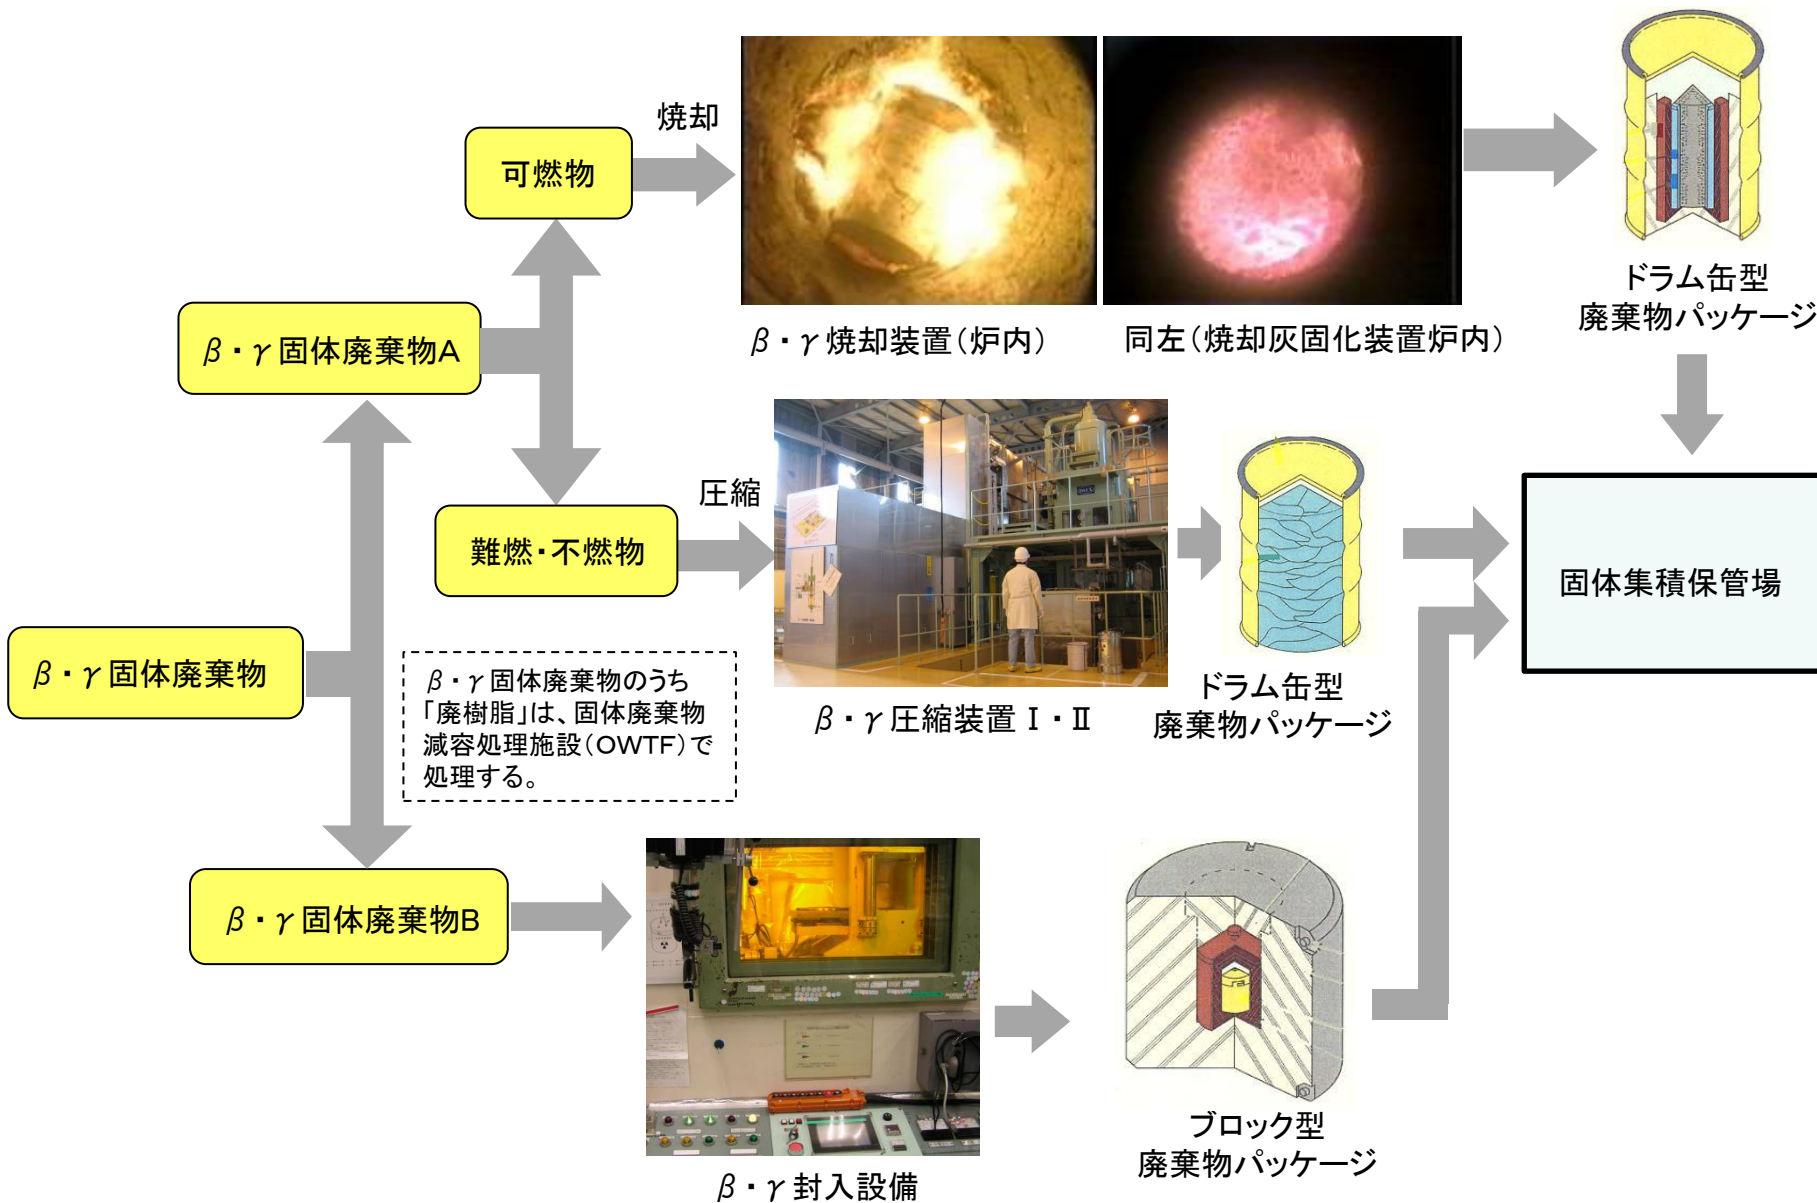 焼却
可燃物
β・γ焼却装置(炉内)
同左(焼却灰固化装置炉内)
ドラム缶型
廃棄物パッケージ
β・γ固体廃棄物A
圧縮
難燃・不燃物
β・γ圧縮装置Ⅰ・Ⅱ
ドラム缶型
廃棄物パッケージ
固体集積保管場
β・γ固体廃棄物
β・γ固体廃棄物のうち
「廃樹脂」は、固体廃棄物
減容処理施設(OWTF)で
処理する。
β・γ固体廃棄物B
β・γ封入設備
ブロック型
廃棄物パッケージ